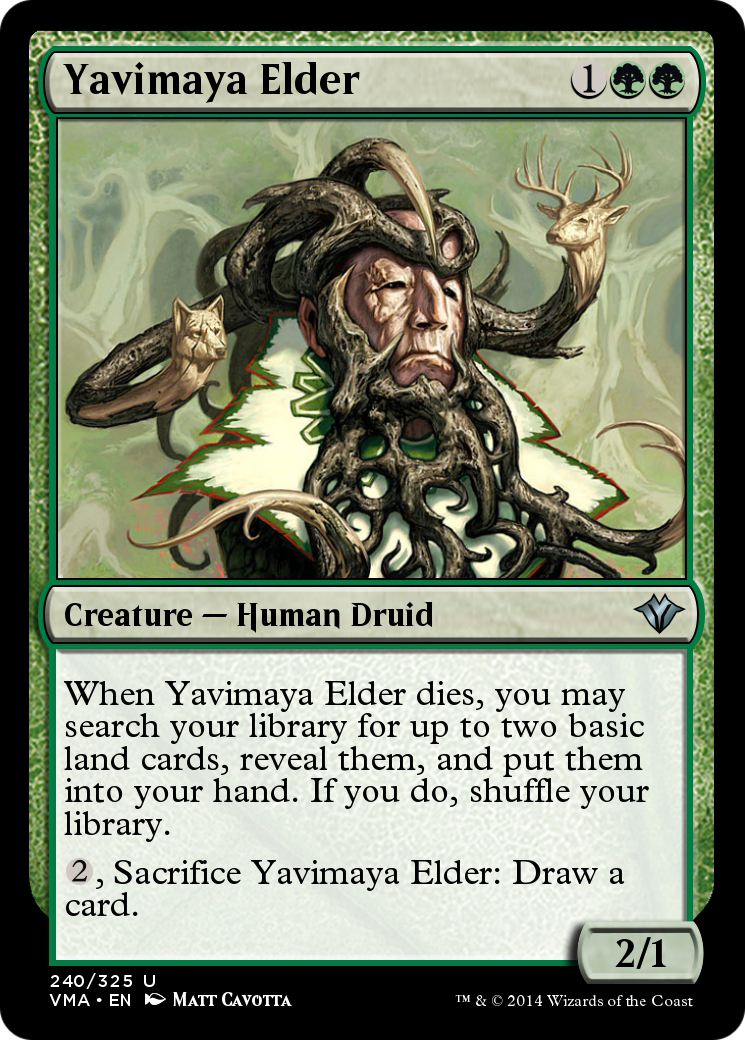 Yavimaya Elder 1
Creature — Human Druid
When Yavimaya Elder dies, you may
search your library for up to two basic
land cards, reveal them, and put them
into your hand. If you do, shuffle your
library.
2, Sacrifice Yavimaya Elder: Draw a
card.
2/1
240/325 U
VMA • EN Matt Cavotta
™ & © 2014 Wizards of the Coast